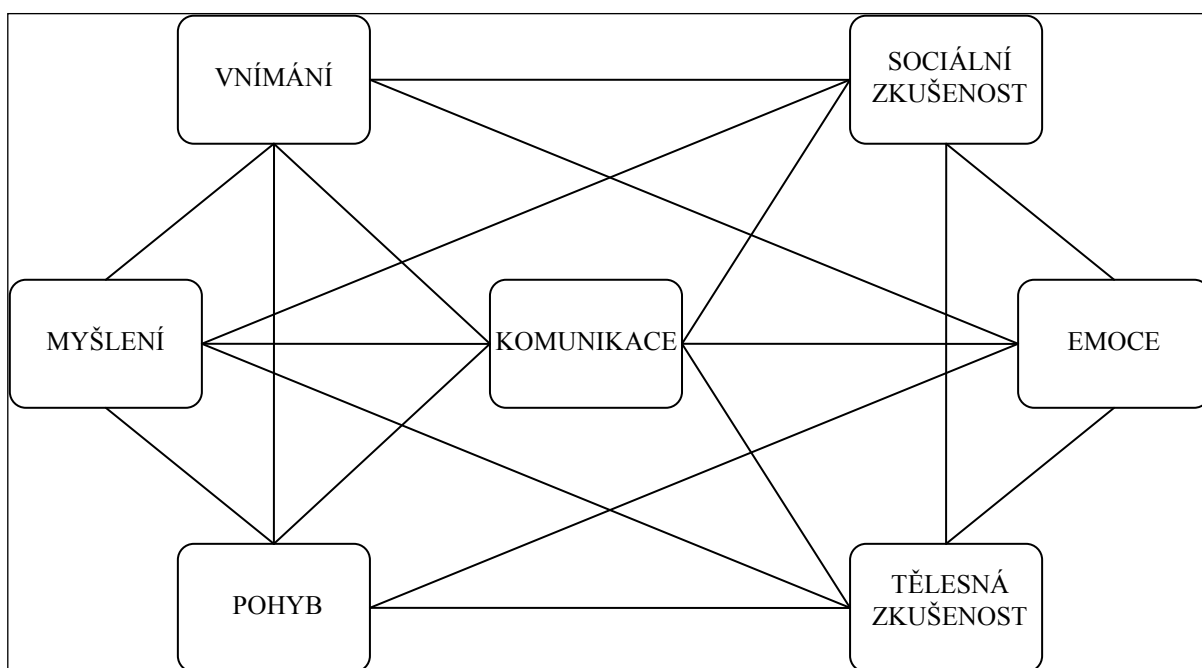 VNÍMÁNÍ
SOCIÁLNÍ
ZKUŠENOST
MYŠLENÍ
KOMUNIKACE
EMOCE
POHYB
TĚLESNÁ
ZKUŠENOST